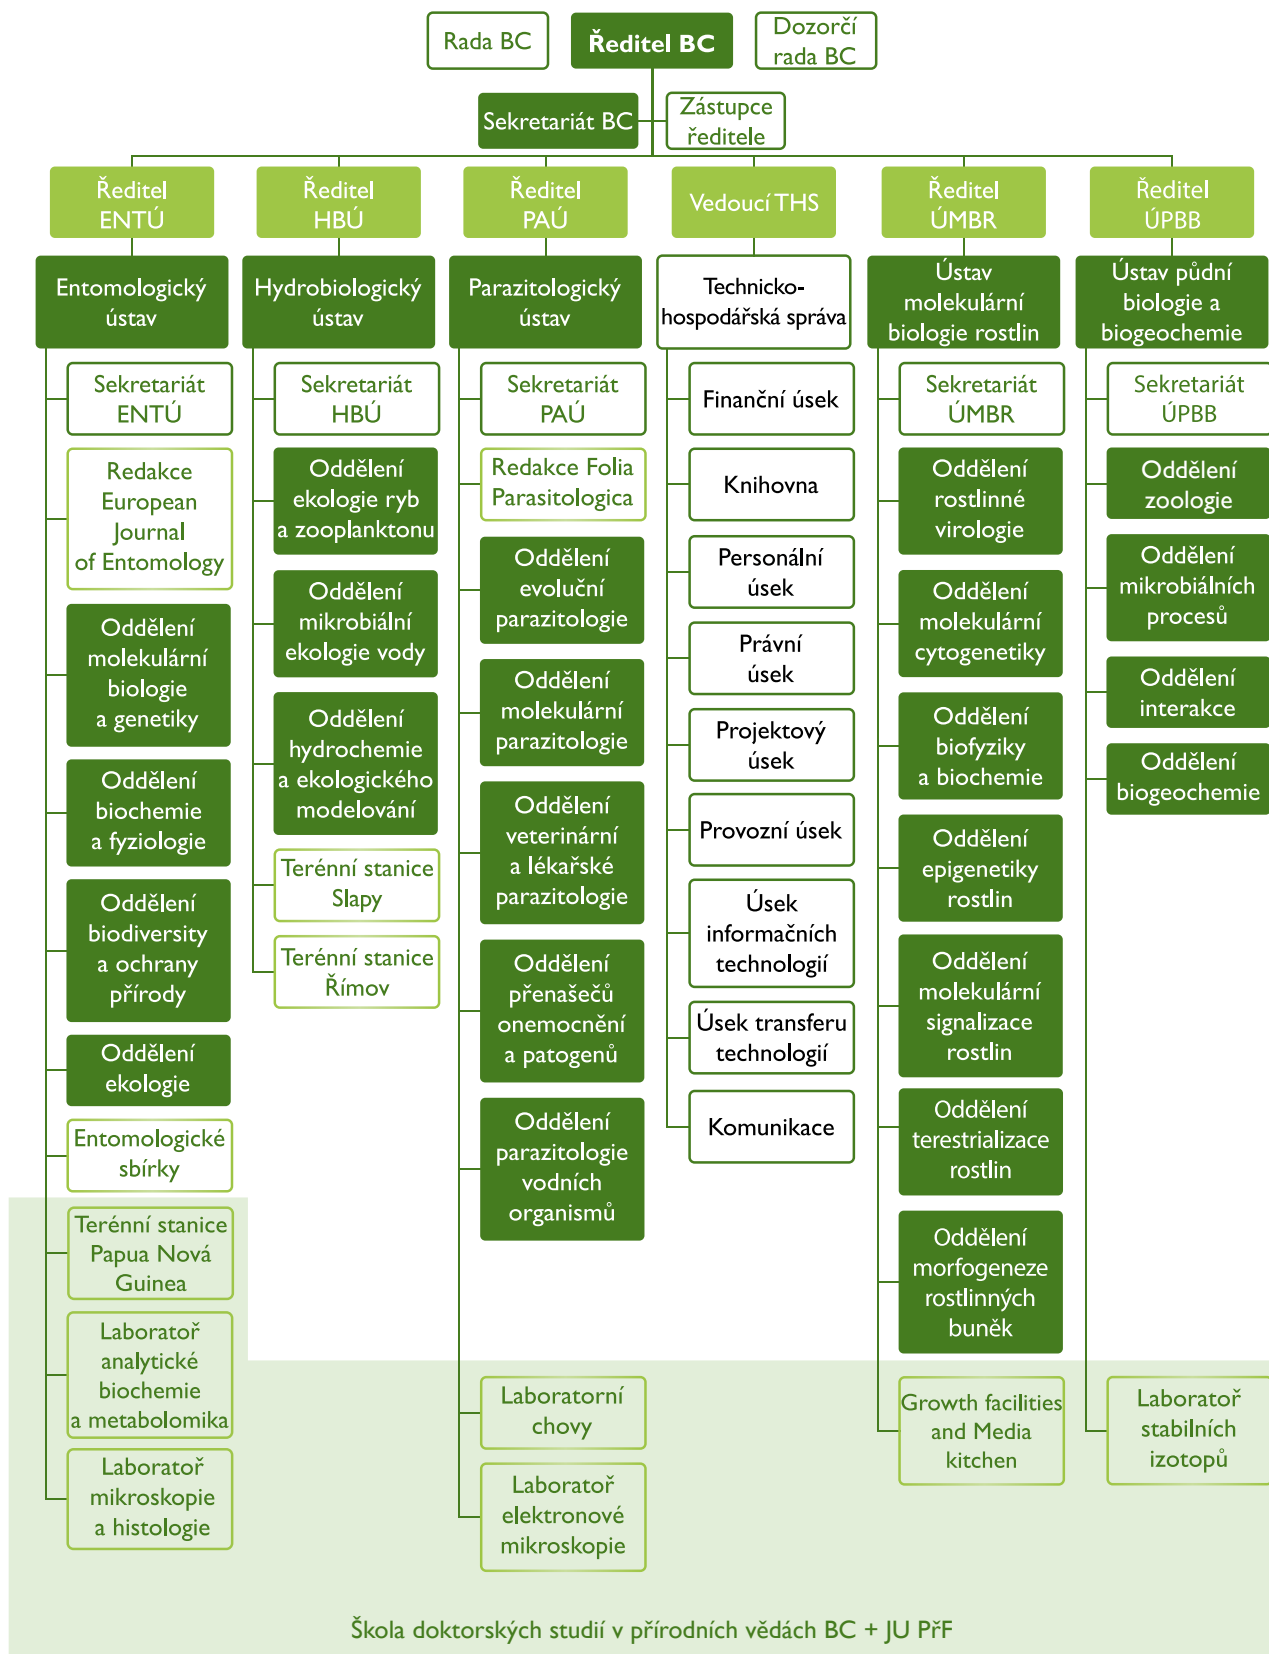 Rada BC
Ředitel BC
Dozorčí
rada BC
Sekretariát BC
Zástupce
ředitele
Ředitel
ENTÚ
Ředitel
HBÚ
Ředitel
PAÚ
Vedoucí THS
Ředitel
ÚMBR
Ředitel
ÚPBB
Entomologický
ústav
Sekretariát
ENTÚ
Redakce
European
Journal
of Entomology
Oddělení
molekulární
biologie
a genetiky
Oddělení
biochemie
a fyziologie
Oddělení
biodiversity
a ochrany
přírody
Oddělení
ekologie
Entomologické
sbírky
Terénní stanice
Papua Nová
Guinea
Laboratoř
analytické
biochemie
a metabolomika
Laboratoř
mikroskopie
a histologie
Hydrobiologický
ústav
Sekretariát
HBÚ
Oddělení
ekologie ryb
a zooplanktonu
Oddělení
mikrobiální
ekologie vody
Oddělení
hydrochemie
a ekologického
modelování
Terénní stanice
Slapy
Terénní stanice
Římov
Parazitologický
ústav
Sekretariát
PAÚ
Redakce Folia
Parasitologica
Oddělení
evoluční
parazitologie
Oddělení
molekulární
parazitologie
Oddělení
veterinární
a lékařské
parazitologie
Oddělení
přenašečů
onemocnění
a patogenů
Oddělení
parazitologie
vodních
organismů
Laboratorní
chovy
Laboratoř
elektronové
mikroskopie
Technicko-
hospodářská správa
Finanční úsek
Knihovna
Personální
úsek
Právní
úsek
Projektový
úsek
Provozní úsek
Úsek
informačních
technologií
Úsek transferu
technologií
Komunikace
Ústav
molekulární
biologie rostlin
Sekretariát
ÚMBR
Oddělení
rostlinné
virologie
Oddělení
molekulární
cytogenetiky
Oddělení
biofyziky
a biochemie
Oddělení
epigenetiky
rostlin
Oddělení
molekulární
signalizace
rostlin
Oddělení
terestrializace
rostlin
Oddělení
morfogeneze
rostlinných
buněk
Growth facilities
and Media
kitchen
Ústav půdní
biologie a
biogeochemie
Sekretariát
ÚPBB
Oddělení
zoologie
Oddělení
mikrobiálních
procesů
Oddělení
interakce
Oddělení
biogeochemie
Laboratoř
stabilních
izotopů
Škola doktorských studií v přírodních vědách BC + JU PřF